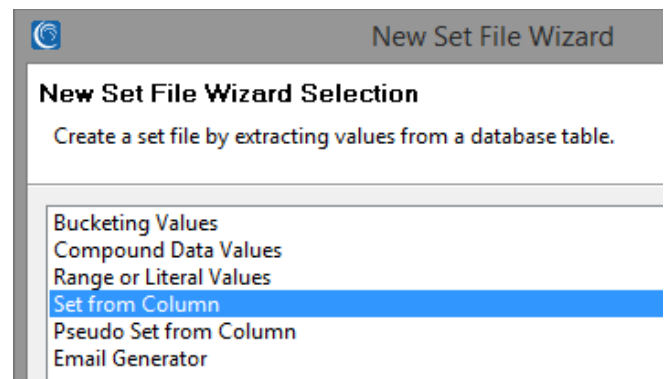 New Set File Wizard
New Set File Wizard Selection
Create a set file by extracting values from a database table.
Bucketing Values
Compound Data Values
Range or Literal Values
Set from Column
Pseudo Set from Column
Email Generator